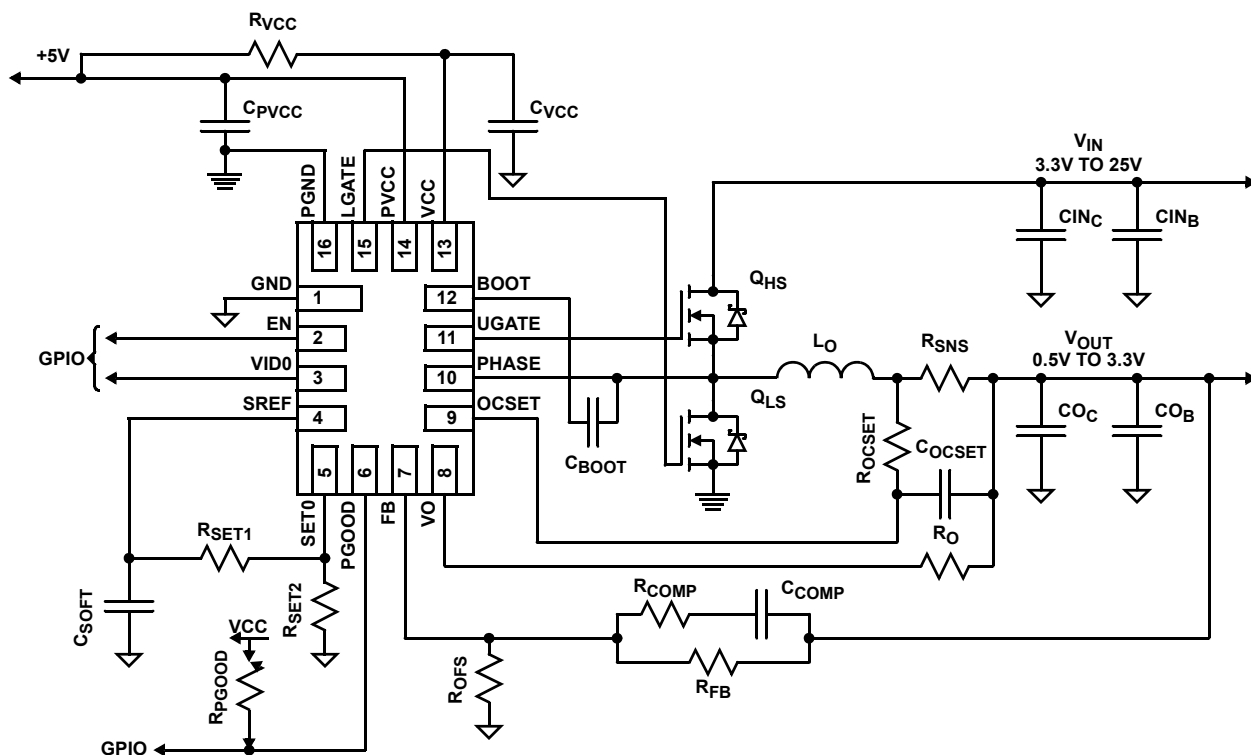 RVCC
+5V
CPVCC
CVCC
VIN
3.3V TO 25V
PGND
LGATE
PVCC
VCC
CINC
CINB
16
15
14
13
GND
1
BOOT
12
QHS
EN
2
UGATE
11
GPIO
VID0
3
PHASE
10
LO
RSNS
VOUT
0.5V TO 3.3V
SREF
4
OCSET
9
QLS
CBOOT
ROCSET
COCSET
COC
COB
5
6
7
8
SET0
PGOOD
FB
VO
RO
RSET1
CSOFT
RSET2
RCOMP
CCOMP
VCC
RPGOOD
ROFS
RFB
GPIO